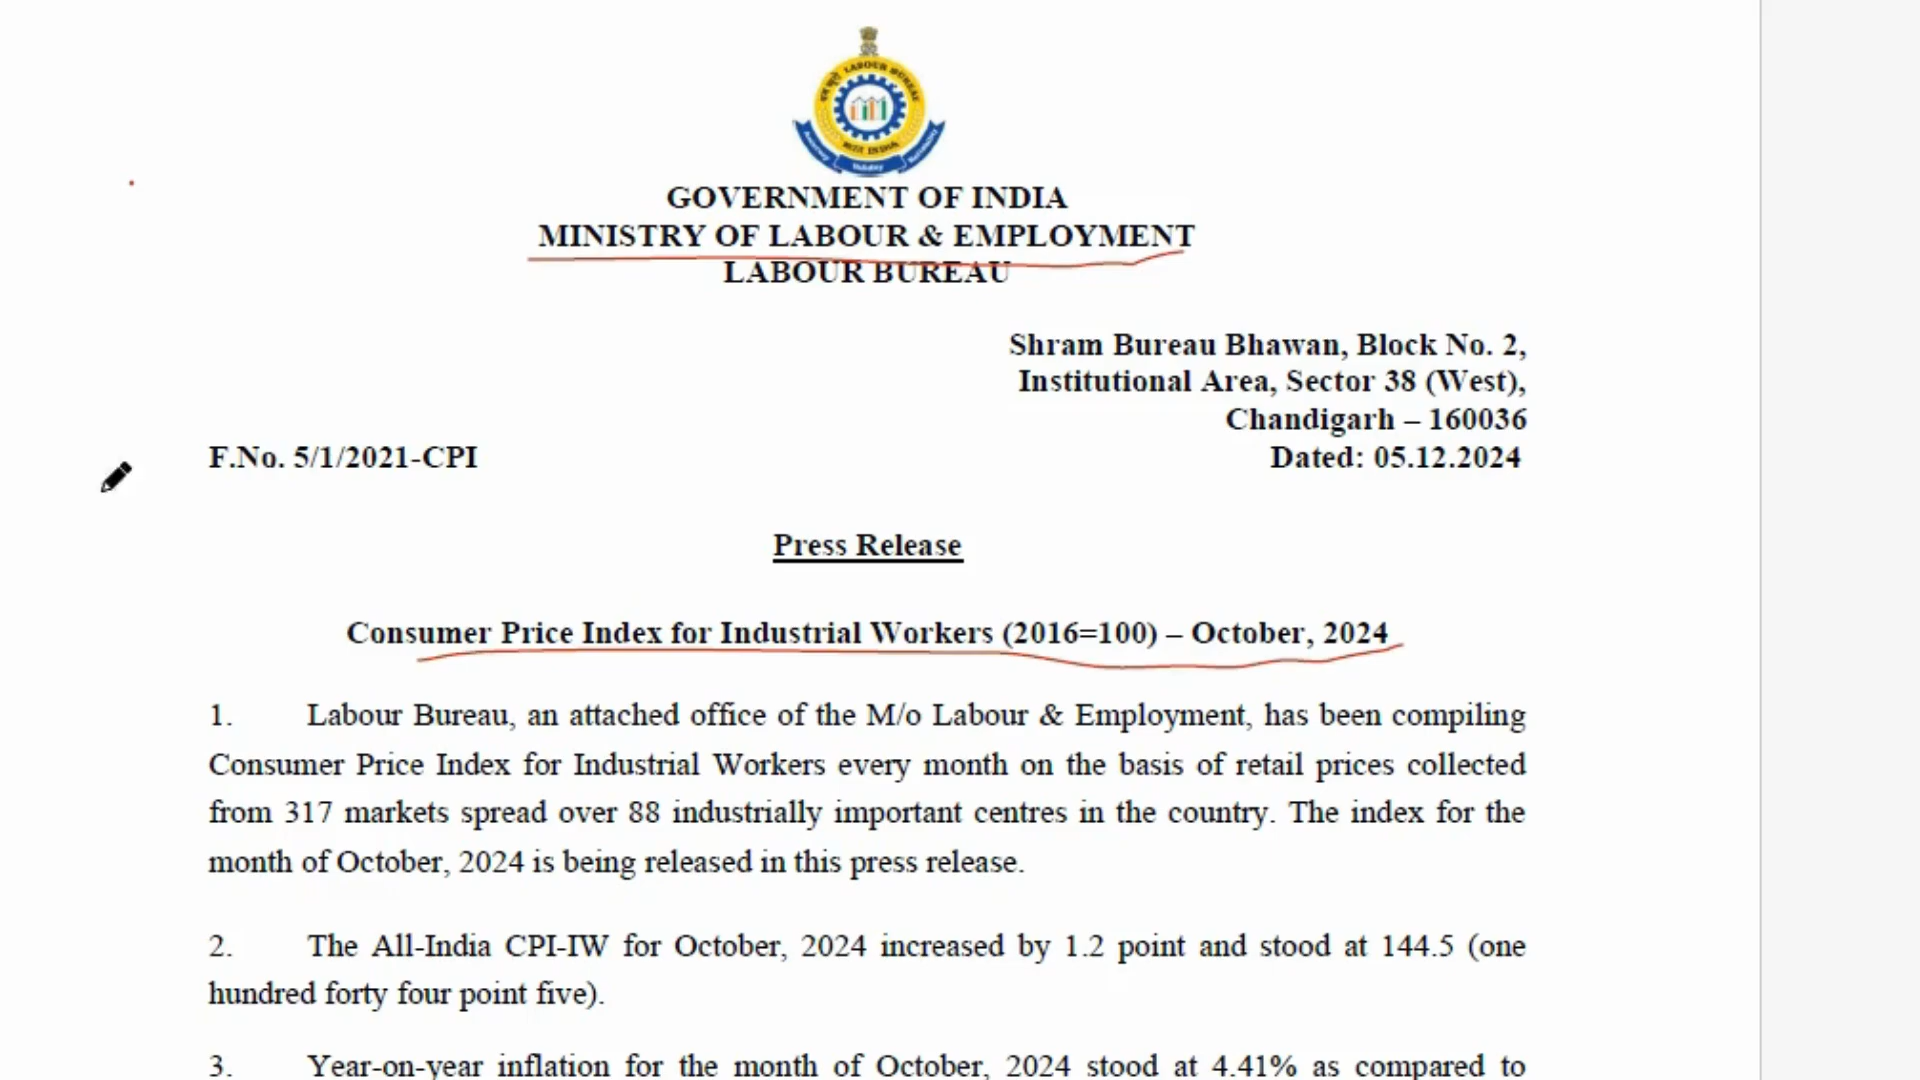 LABOUR BUREAU
GOVERNMENT OF INDIA
MINISTRY OF LABOUR & EMPLOYMENT
LABOUR BUREAU
Shram Bureau Bhawan, Block No. 2,
Institutional Area, Sector 38 (West),
Chandigarh – 160036
F.No. 5/1/2021-CPI Dated: 05.12.2024
Press Release
Consumer Price Index for Industrial Workers (2016=100) – October, 2024
1. Labour Bureau, an attached office of the M/o Labour & Employment, has been compiling
Consumer Price Index for Industrial Workers every month on the basis of retail prices collected
from 317 markets spread over 88 industrially important centres in the country. The index for the
month of October, 2024 is being released in this press release.
2. The All-India CPI-IW for October, 2024 increased by 1.2 point and stood at 144.5 (one
hundred forty four point five).
3. Year-on-year inflation for the month of October, 2024 stood at 4.41% as compared to